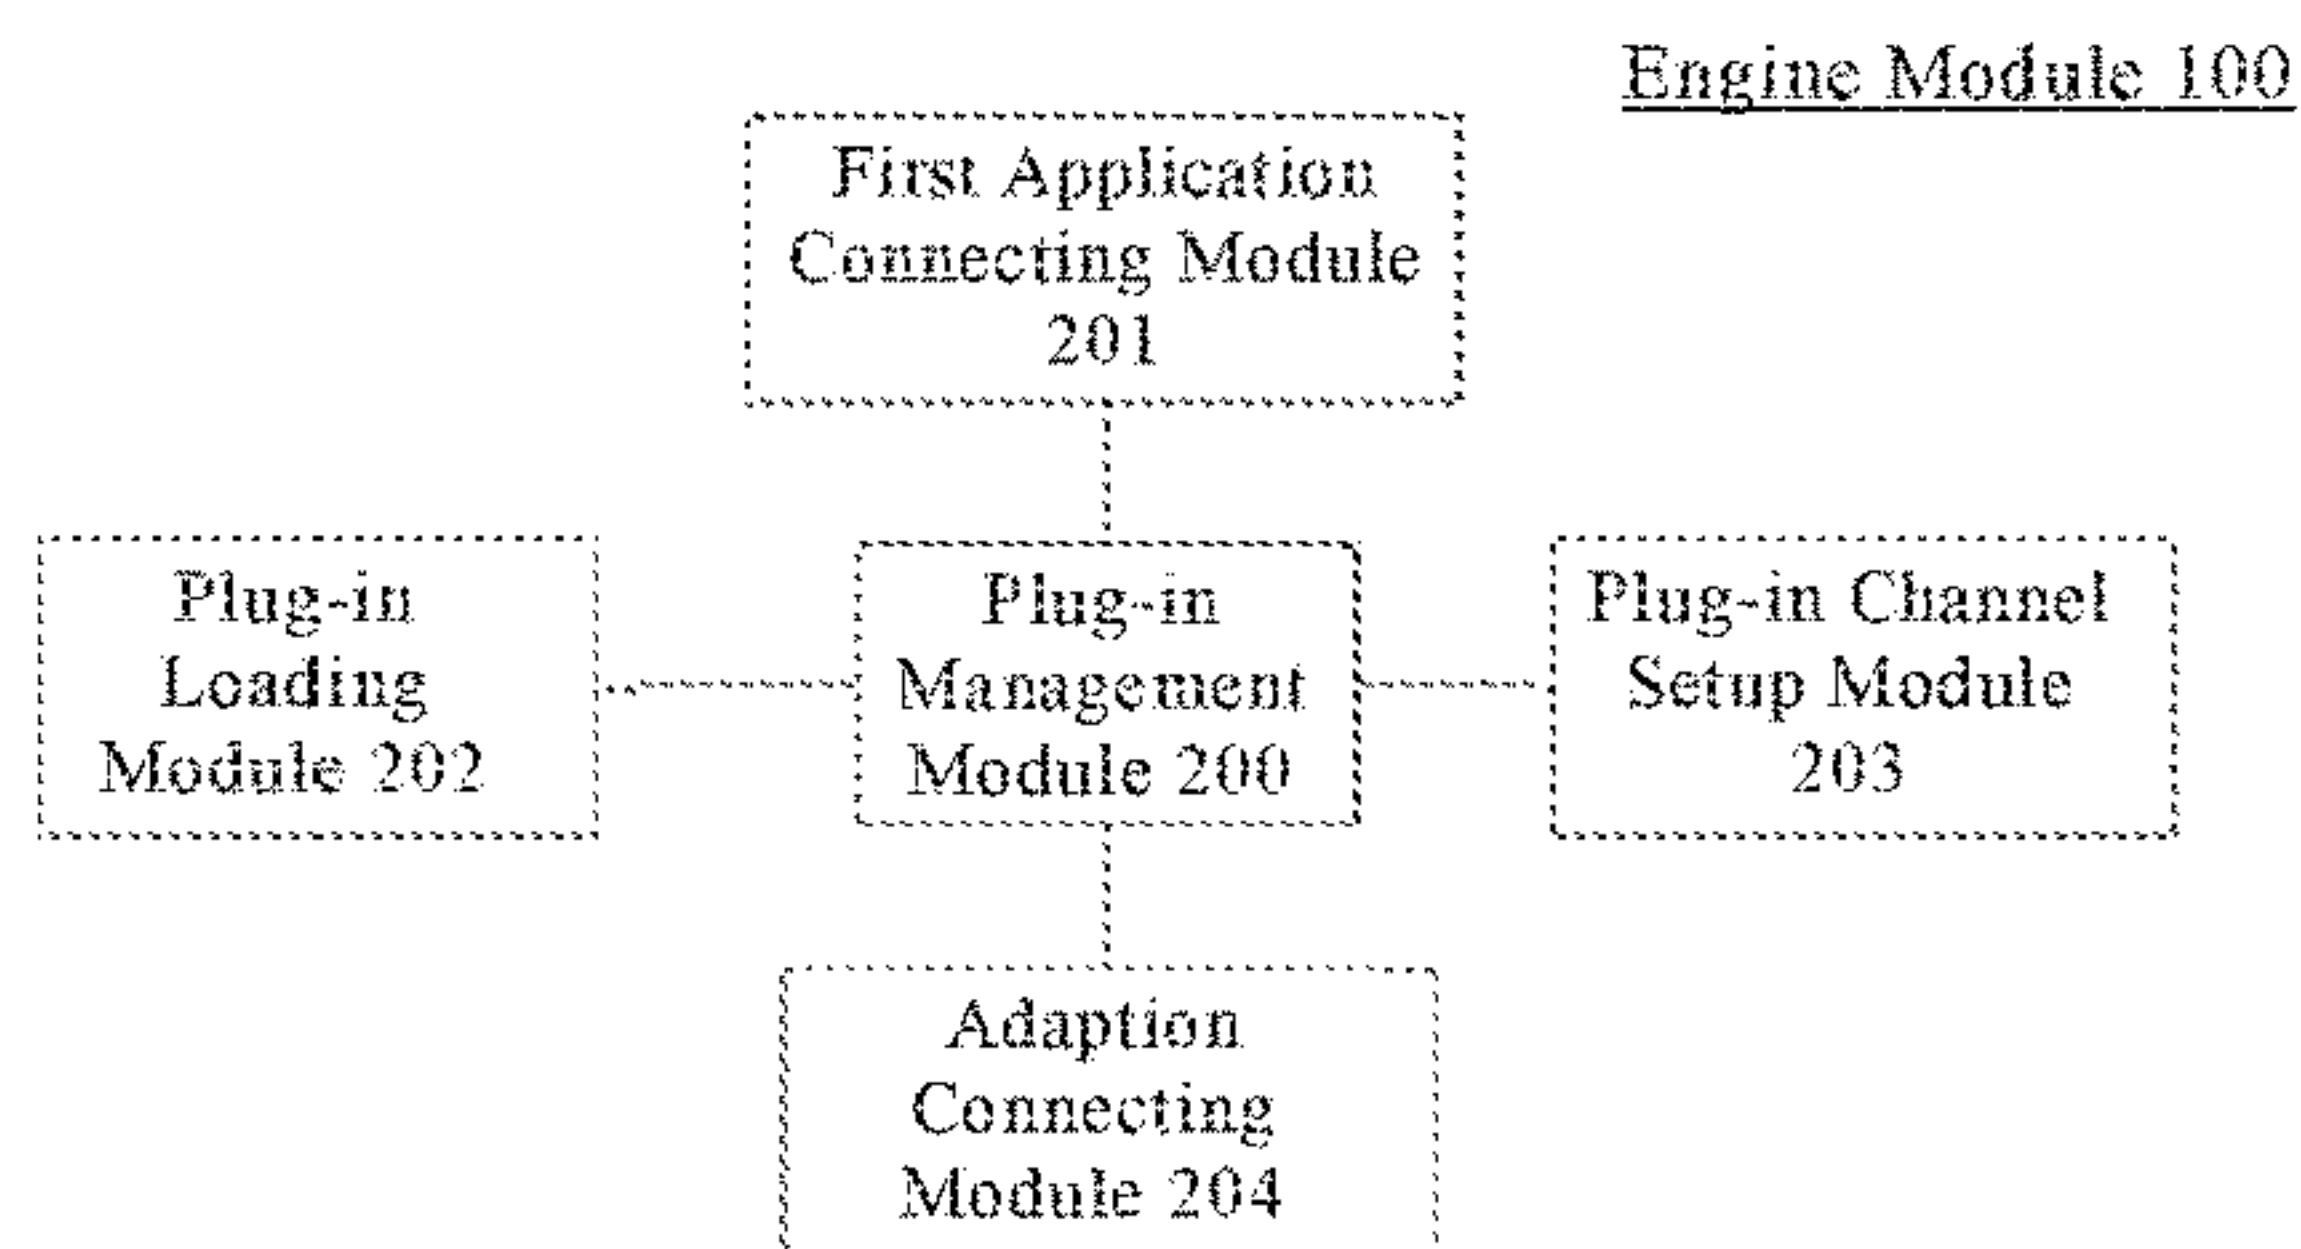 Engine Module 100
First Application
Connecting Module
201
Plug-in
Loading
Module 202
Plug-in
Management
Module 200
Plug-in Channel
Setup Module
203
Adaption
Connecting
Module 204